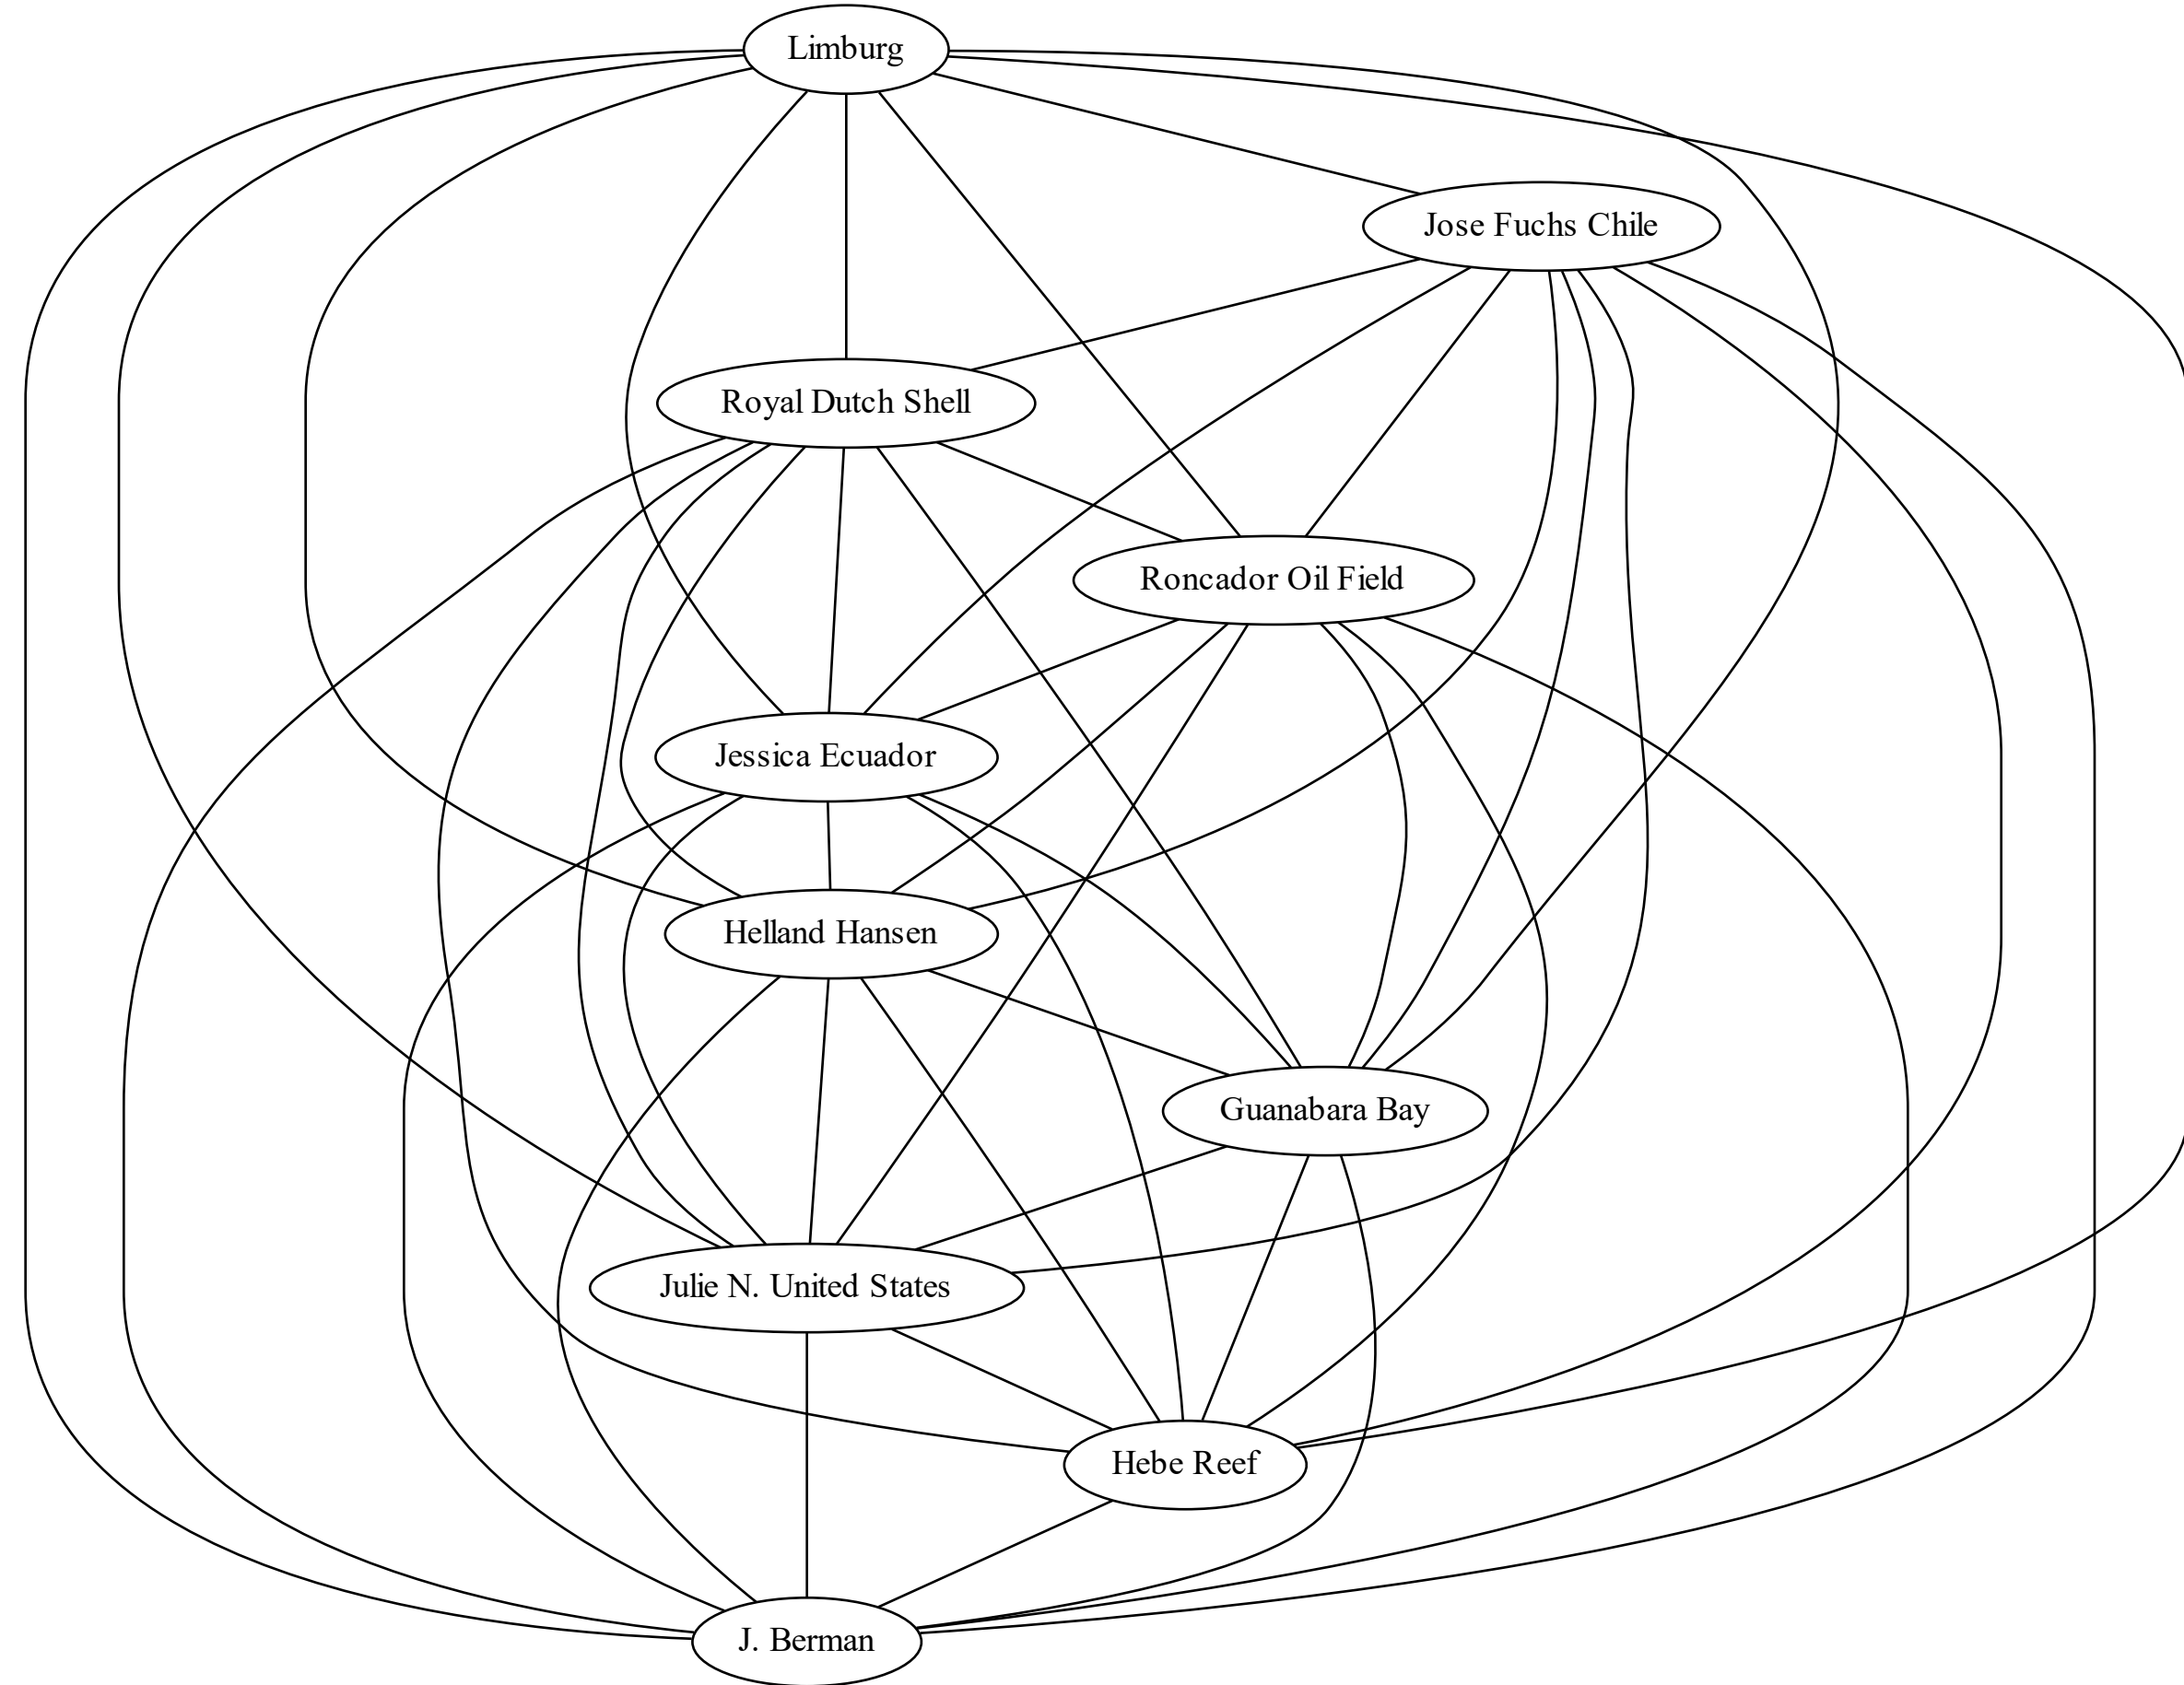 Limburg
Jose Fuchs Chile
Royal Dutch Shell
Roncador Oil Field
Jessica Ecuador
Helland Hansen
Guanabara Bay
Julie N. United States
Hebe Reef
J. Berman